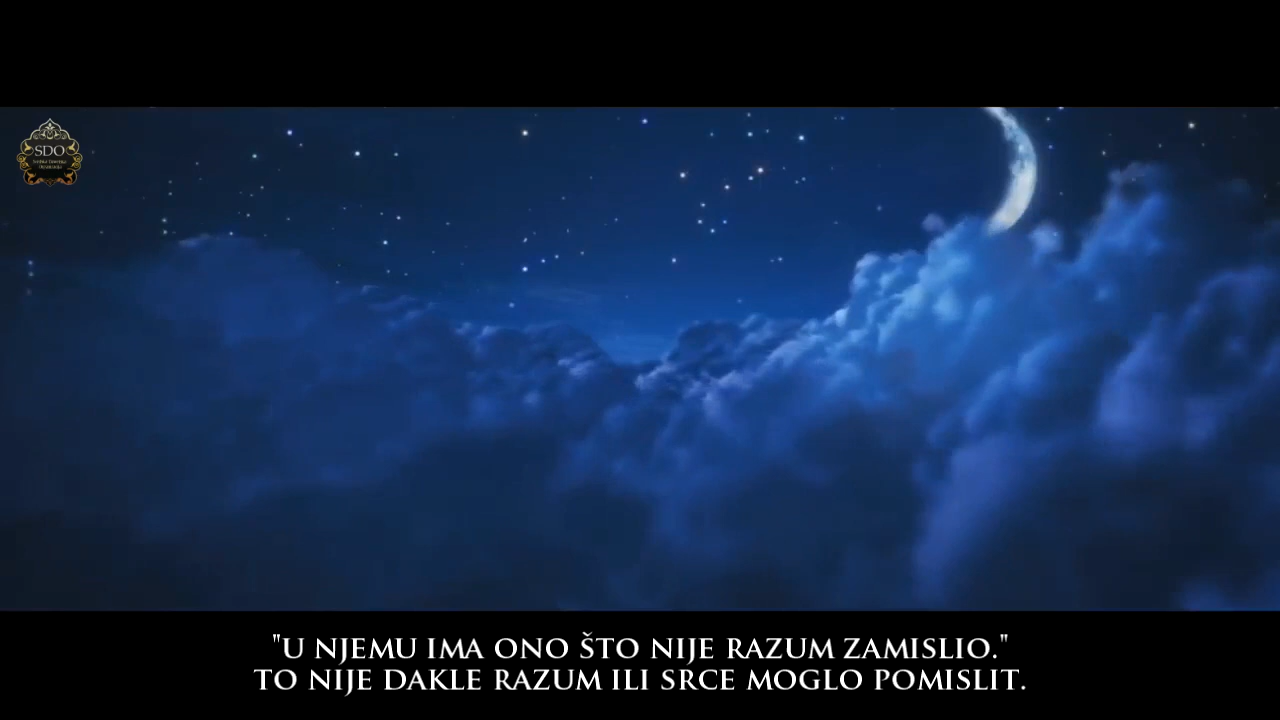 SDO
"U NJEMU IMA ONO ŠTO NIJE RAZUM ZAMISLIO."
TO NIJE DAKLE RAZUM ILI SRCE MOGLO POMISLIT.